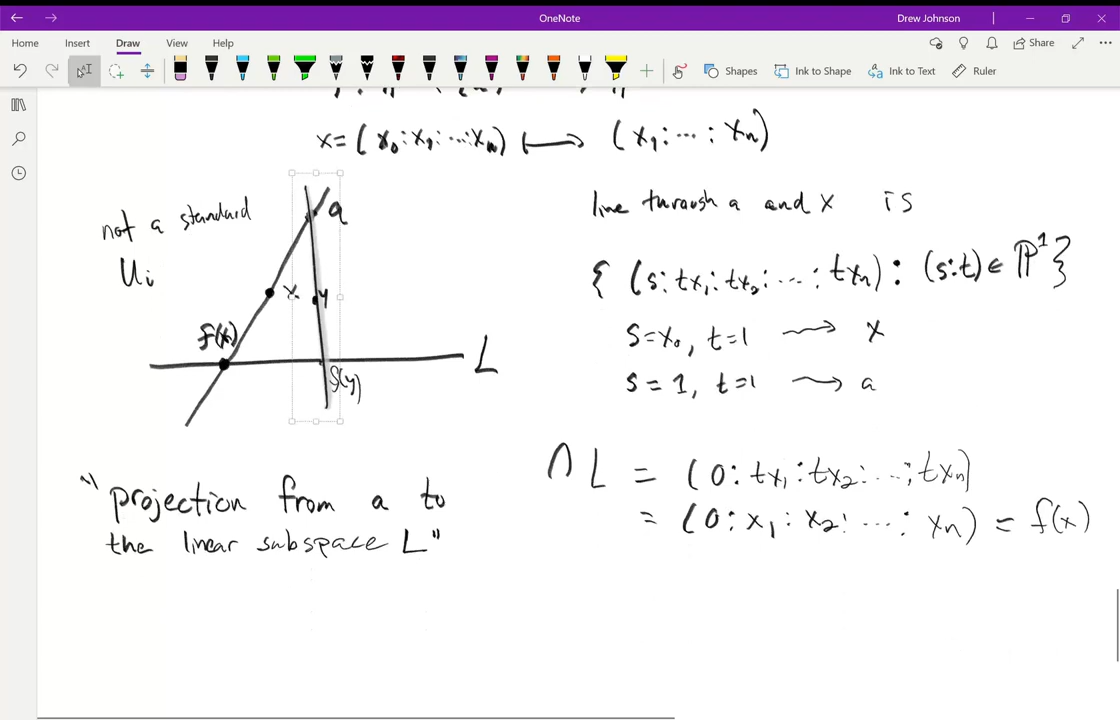 OneNote
Drew Johnson
Home Insert Draw View Help
Share
Shapes
Ink to Shape
Ink to Text
Ruler
x = (x₀:x₁:⋯:xₙ) ⟼ (x₁:⋯:xₙ)
not a standard
Uᵢ
a
x
y
f(x)
f(y)
L
"projection from a to
the linear subspace L"
line through a and x is
{ (s:tx₁:tx₂:⋯:txₙ) : (s:t) ∈ ℙ¹}
s=x₀, t=1 ⟿ x
s=1, t=1 ⟿ a
∩ L = (0:tx₁:tx₂:⋯:txₙ)
= (0:x₁:x₂:⋯:xₙ) = f(x)